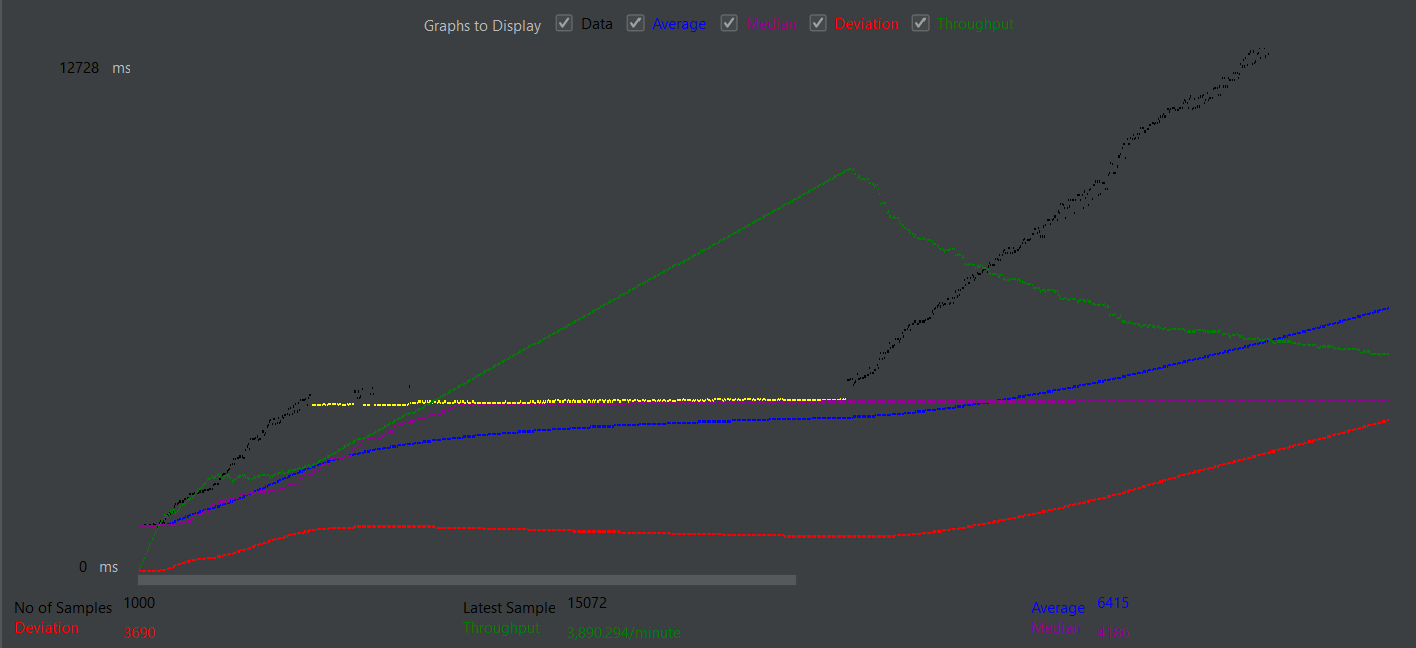 Graphs to Display Data Average Median Deviation Throughput
12728 ms
0 ms
No of Samples 1000 Latest Sample 15072 Average 6415
Deviation 3690 Throughput 3,890.294/minute Median 4180